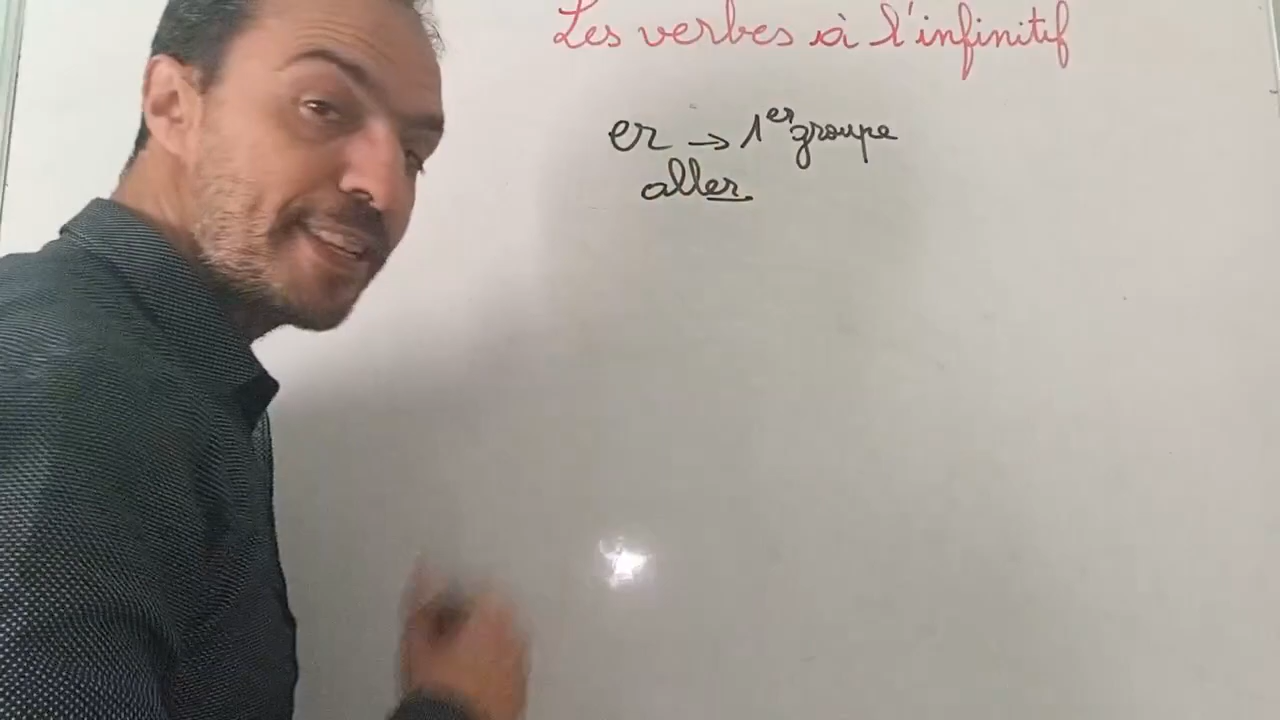 Les verbes à l'infinitif
er → 1er groupe
aller